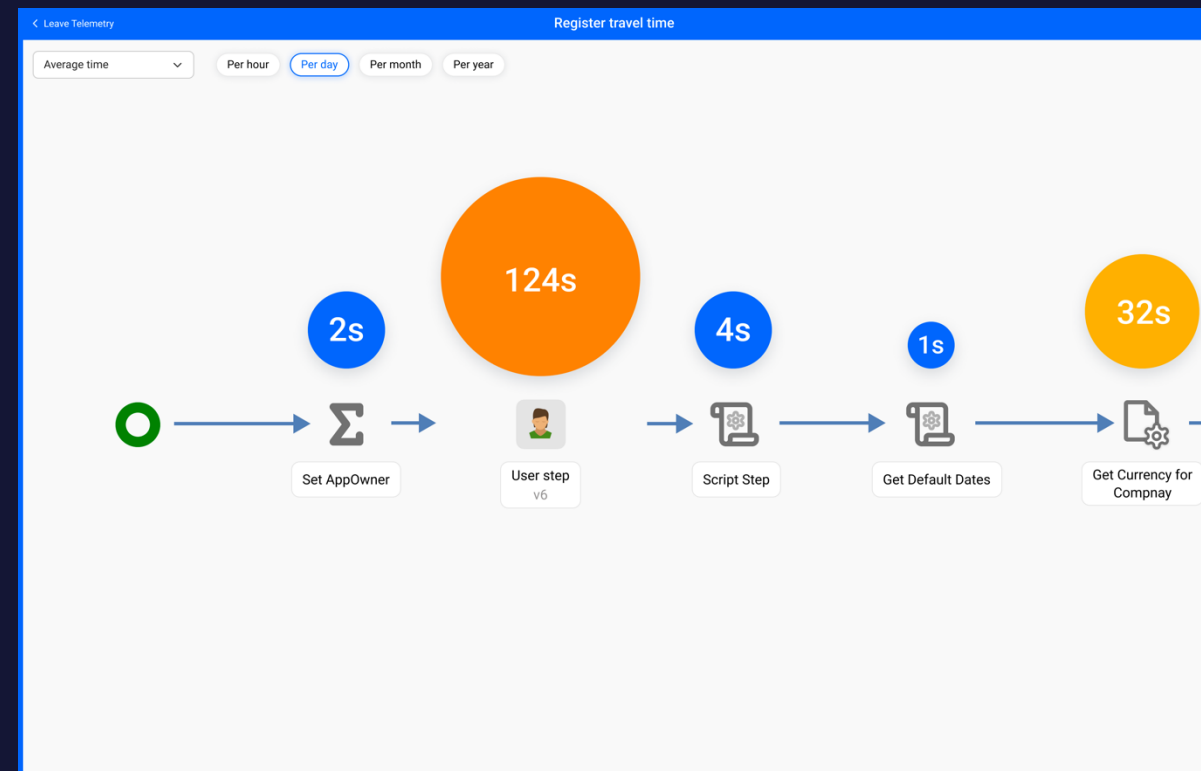 Leave Telemetry
Register travel time
Average time
Per hour
Per day
Per month
Per year
124s
2s
4s
1s
32s
Set AppOwner
User step
v6
Script Step
Get Default Dates
Get Currency for
Compnay